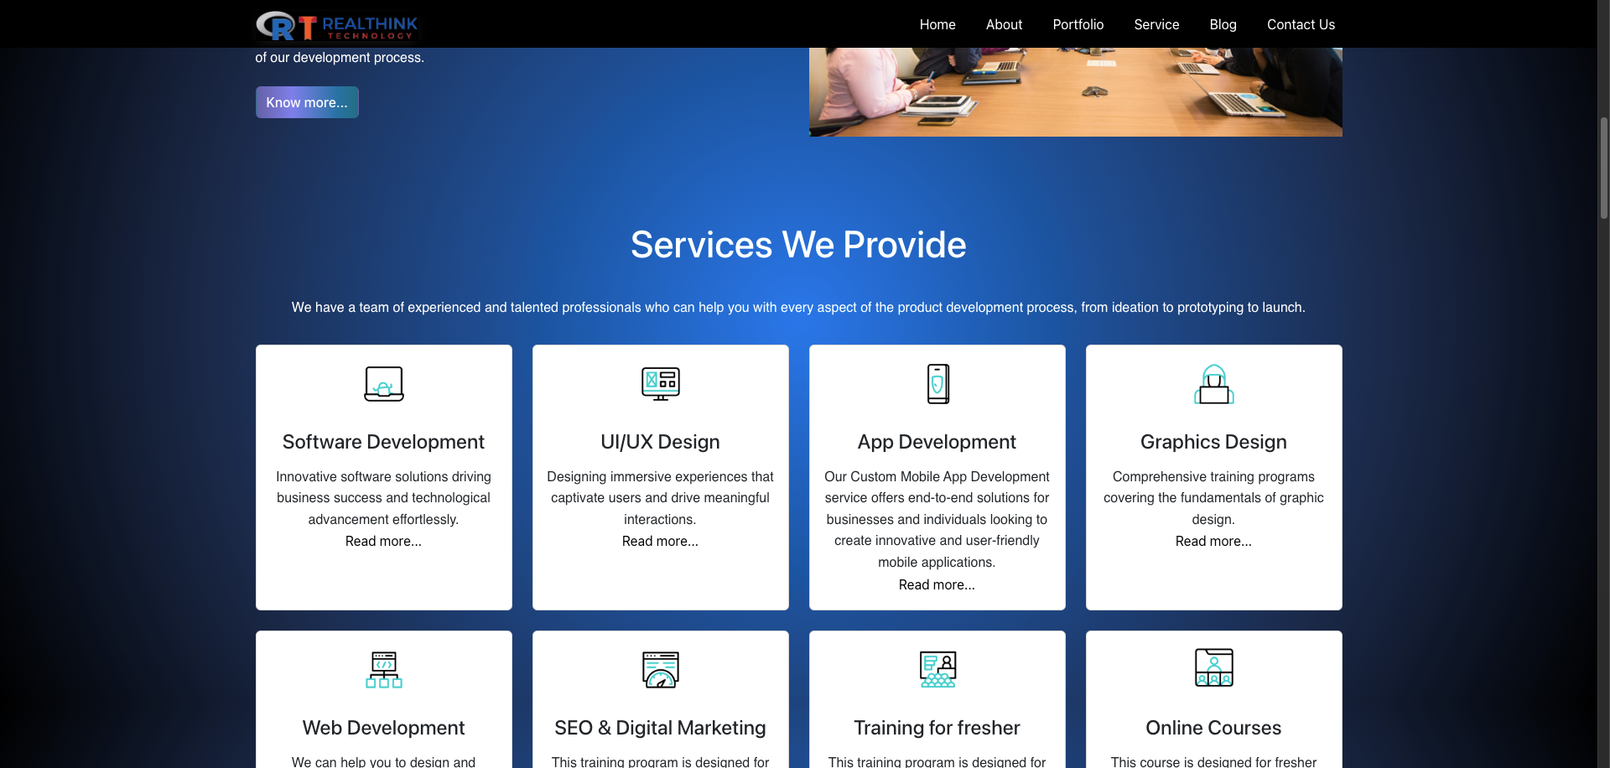 RT REALTHINK
TECHNOLOGY
Home About Portfolio Service Blog Contact Us
of our development process.
Know more...
Services We Provide
We have a team of experienced and talented professionals who can help you with every aspect of the product development process, from ideation to prototyping to launch.
Software Development
Innovative software solutions driving
business success and technological
advancement effortlessly.
Read more...
UI/UX Design
Designing immersive experiences that
captivate users and drive meaningful
interactions.
Read more...
App Development
Our Custom Mobile App Development
service offers end-to-end solutions for
businesses and individuals looking to
create innovative and user-friendly
mobile applications.
Read more...
Graphics Design
Comprehensive training programs
covering the fundamentals of graphic
design.
Read more...
Web Development
We can help you to design and
SEO & Digital Marketing
This training program is designed for
Training for fresher
This training program is designed for
Online Courses
This course is designed for fresher